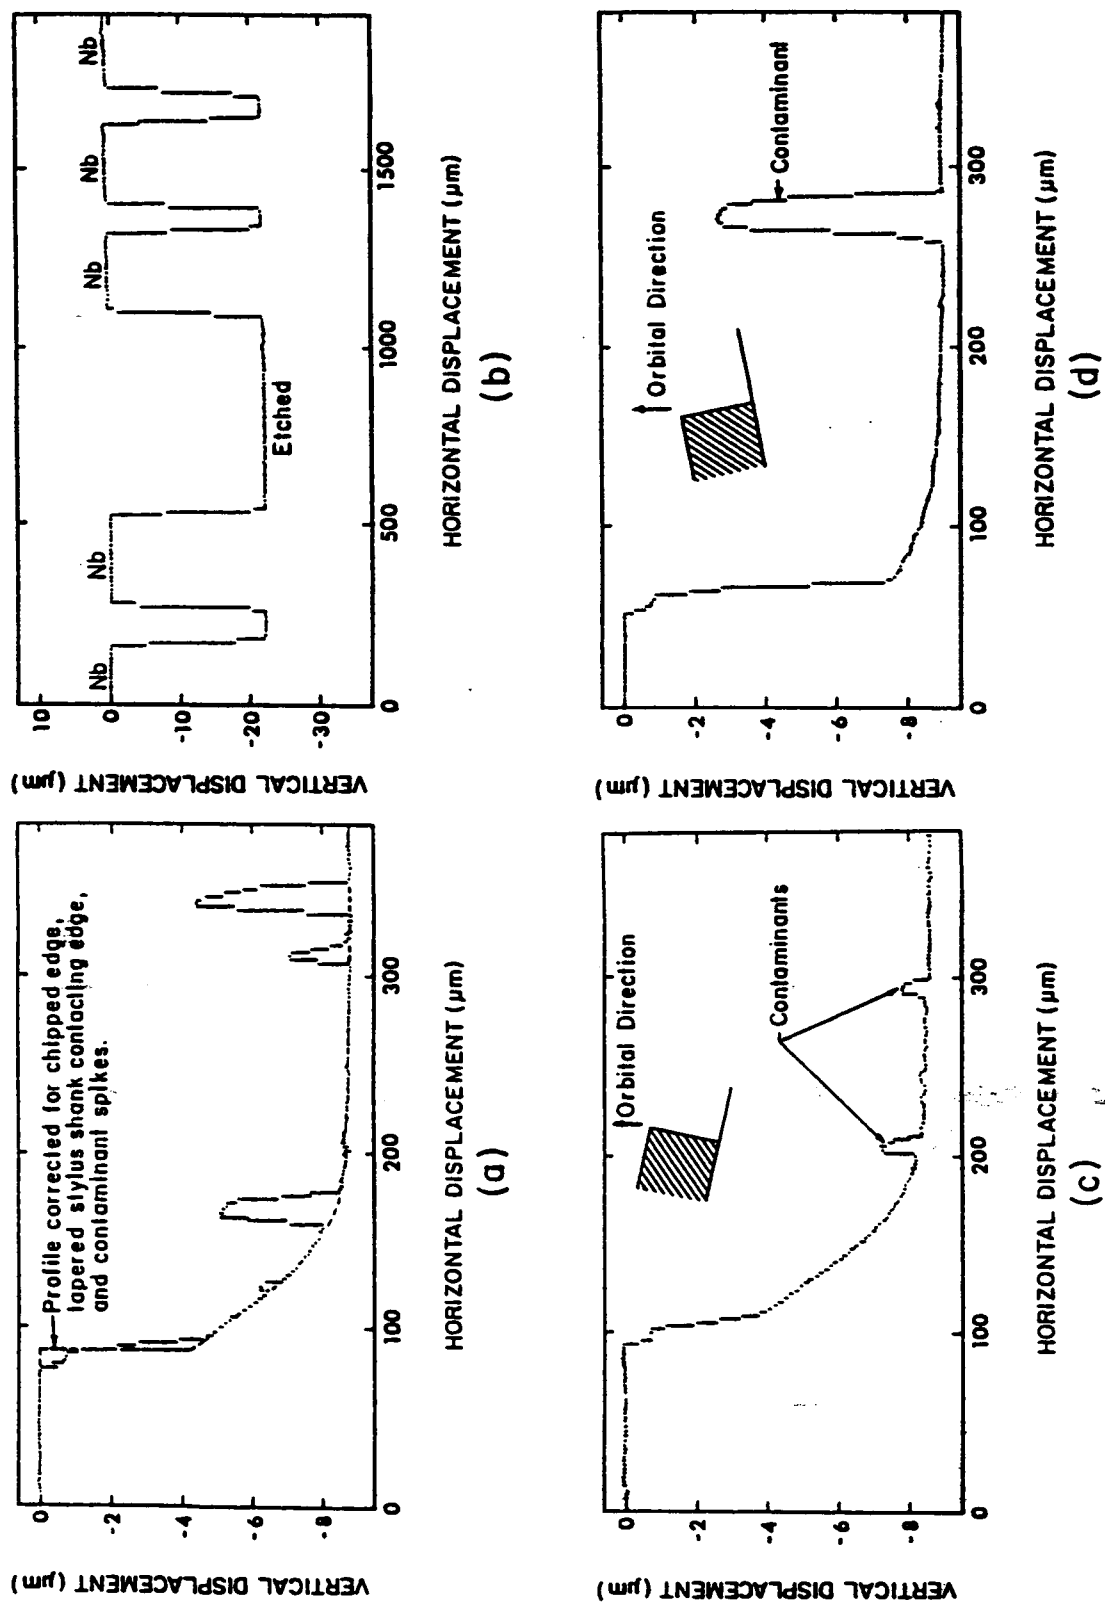 VERTICAL DISPLACEMENT (µm)
0
-2
-4
-6
-8
Profile corrected for chipped edge,
tapered stylus shank contacting edge,
and contaminant spikes.
0
100
200
300
HORIZONTAL DISPLACEMENT (µm)
(a)
VERTICAL DISPLACEMENT (µm)
10
0
-10
-20
-30
Nb
Nb
Nb
Nb
Nb
Etched
0
500
1000
1500
HORIZONTAL DISPLACEMENT (µm)
(b)
VERTICAL DISPLACEMENT (µm)
0
-2
-4
-6
-8
Orbital Direction
Contaminants
0
100
200
300
HORIZONTAL DISPLACEMENT (µm)
(c)
VERTICAL DISPLACEMENT (µm)
0
-2
-4
-6
-8
Orbital Direction
Contaminant
0
100
200
300
HORIZONTAL DISPLACEMENT (µm)
(d)